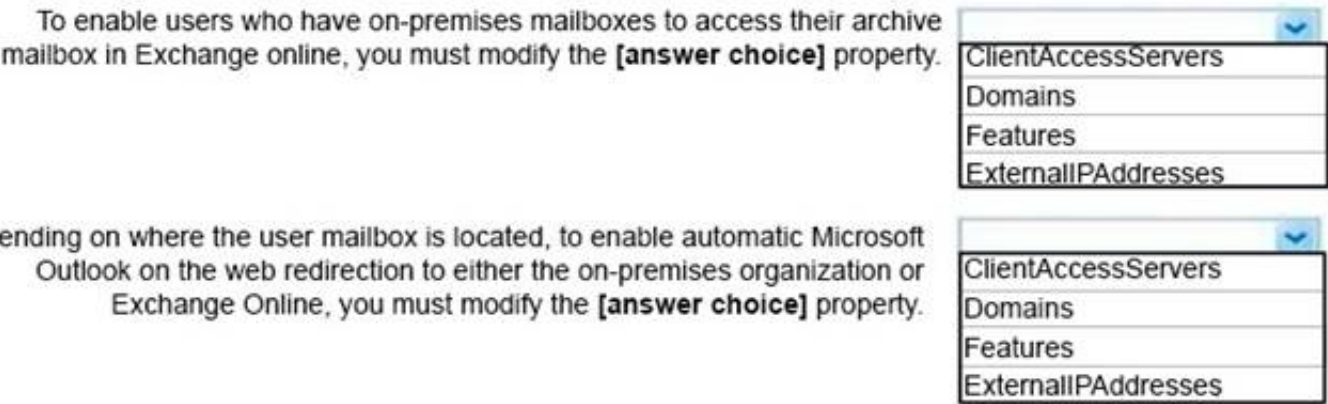 To enable users who have on-premises mailboxes to access their archive
mailbox in Exchange online, you must modify the [answer choice] property.
ClientAccessServers
Domains
Features
ExternalIPAddresses
ending on where the user mailbox is located, to enable automatic Microsoft
Outlook on the web redirection to either the on-premises organization or
Exchange Online, you must modify the [answer choice] property.
ClientAccessServers
Domains
Features
ExternalIPAddresses